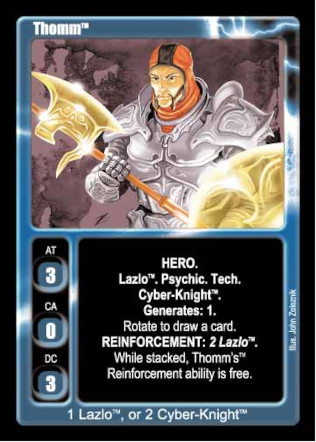 Thomm™
AT
3
CA
0
DC
3
HERO.
Lazlo™. Psychic. Tech.
Cyber-Knight™.
Generates: 1.
Rotate to draw a card.
REINFORCEMENT: 2 Lazlo™.
While stacked, Thomm's™
Reinforcement ability is free.
Illus. John Zeleznik
1 Lazlo™, or 2 Cyber-Knight™